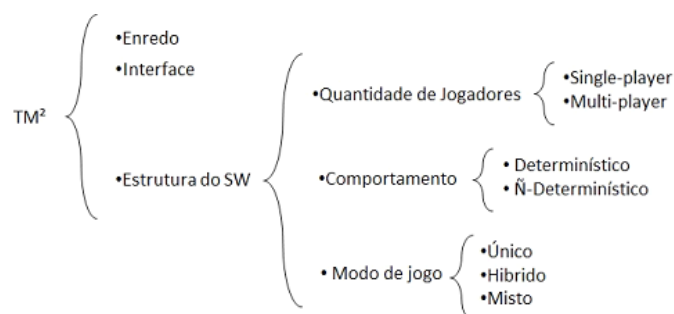 TM²
•Enredo
•Interface
•Estrutura do SW
•Quantidade de Jogadores
•Single-player
•Multi-player
•Comportamento
• Determinístico
• Ñ-Determinístico
• Modo de jogo
•Único
•Hibrido
•Misto